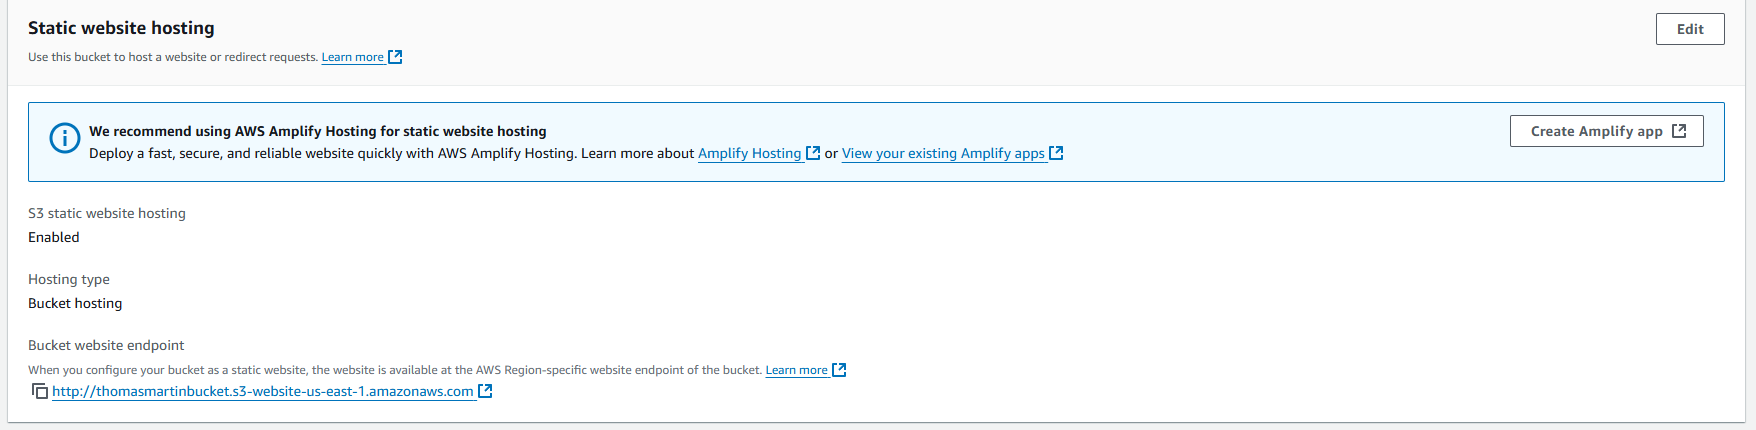 Static website hosting
Edit
Use this bucket to host a website or redirect requests. Learn more
We recommend using AWS Amplify Hosting for static website hosting
Create Amplify app
Deploy a fast, secure, and reliable website quickly with AWS Amplify Hosting. Learn more about Amplify Hosting or View your existing Amplify apps
S3 static website hosting
Enabled
Hosting type
Bucket hosting
Bucket website endpoint
When you configure your bucket as a static website, the website is available at the AWS Region-specific website endpoint of the bucket. Learn more
http://thomasmartinbucket.s3-website-us-east-1.amazonaws.com